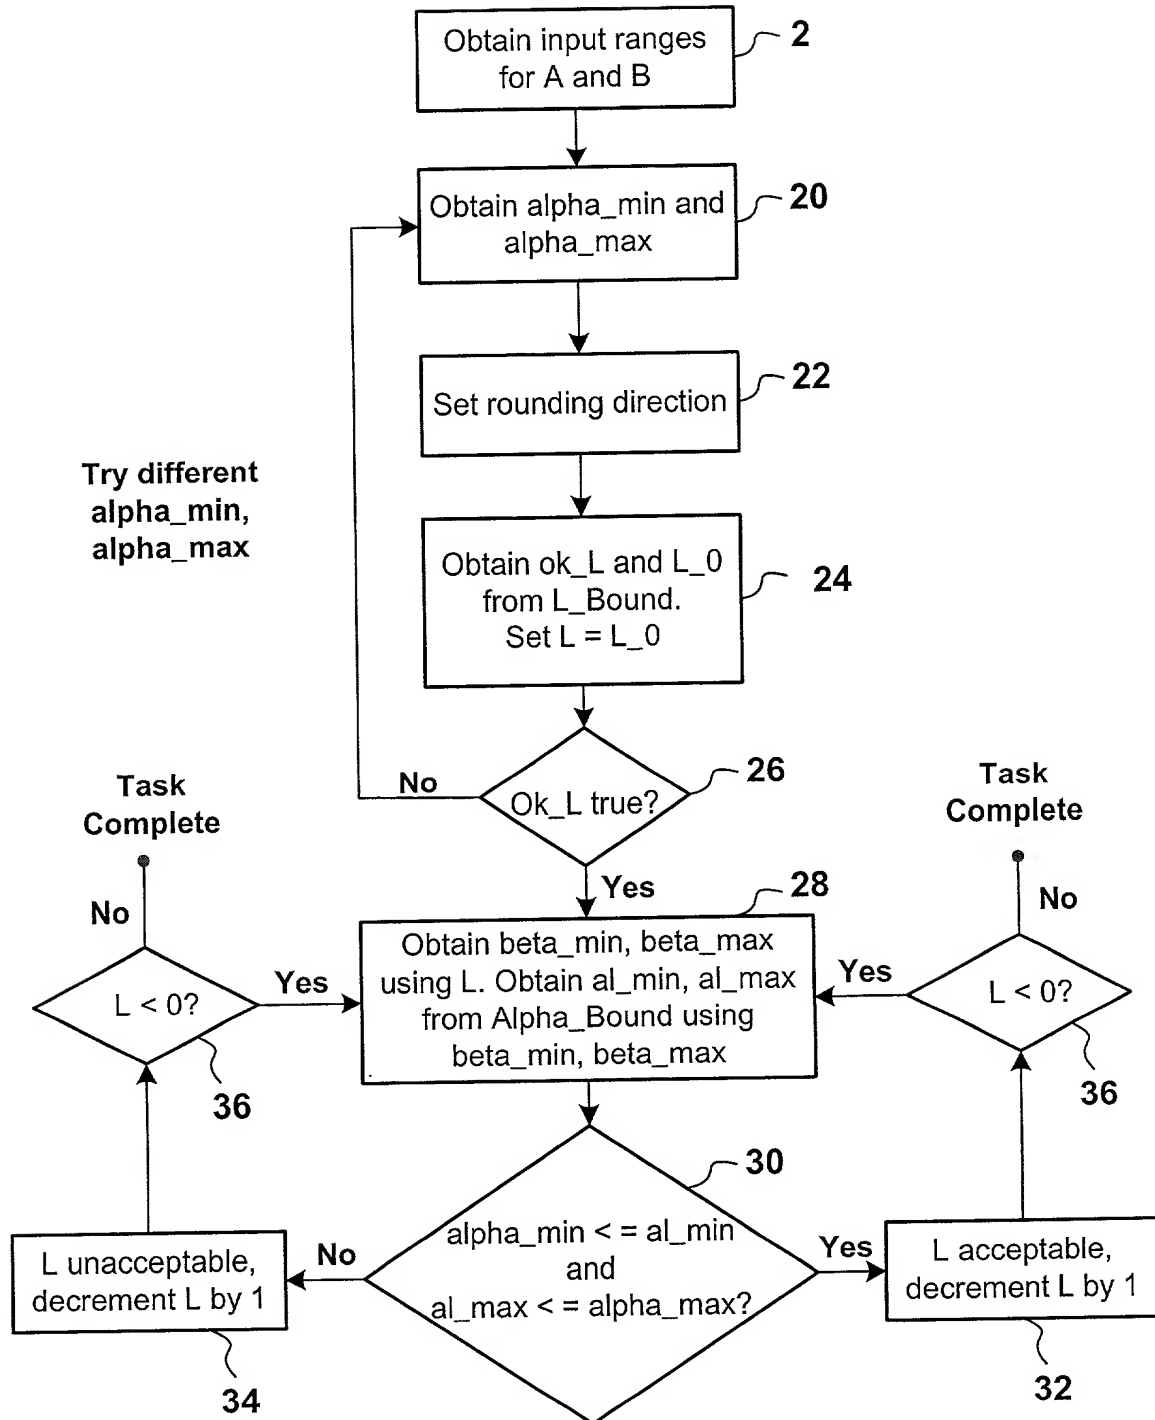 Obtain input ranges
for A and B
2
Obtain alpha_min and
alpha_max
20
Set rounding direction
22
Try different
alpha_min,
alpha_max
Obtain ok_L and L_0
from L_Bound.
Set L = L_0
24
Ok_L true?
26
No
Yes
Task
Complete
No
L < 0?
Yes
36
Obtain beta_min, beta_max
using L. Obtain al_min, al_max
from Alpha_Bound using
beta_min, beta_max
28
Task
Complete
No
L < 0?
Yes
36
alpha_min < = al_min
and
al_max < = alpha_max?
30
No
Yes
L unacceptable,
decrement L by 1
34
L acceptable,
decrement L by 1
32